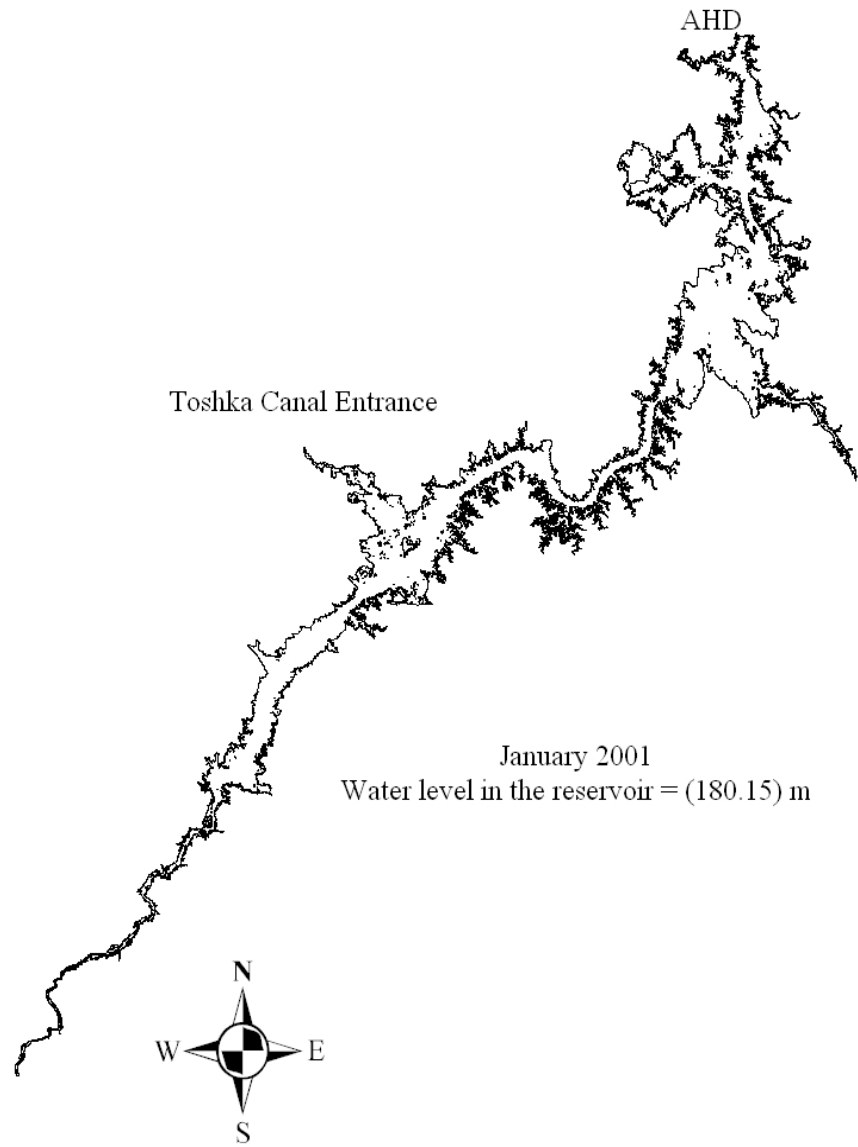 AHD
Toshka Canal Entrance
January 2001
Water level in the reservoir = (180.15) m
N
W
E
S